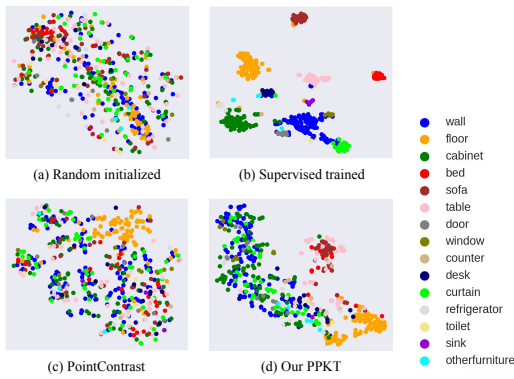 (a) Random initialized
(b) Supervised trained
(c) PointContrast
(d) Our PPKT
wall
floor
cabinet
bed
sofa
table
door
window
counter
desk
curtain
refrigerator
toilet
sink
otherfurniture